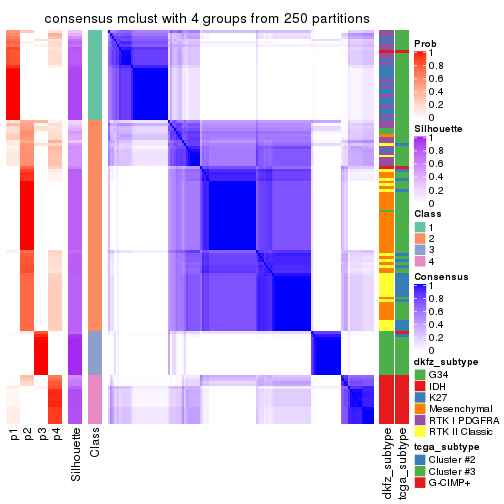 consensus mclust with 4 groups from 250 partitions
p1
p2
p3
p4
Silhouette
Class
dkfz_subtype
tcga_subtype
Prob
1
0.8
0.6
0.4
0.2
0
Silhouette
1
0.8
0.6
0.4
0.2
0
Class
1
2
3
4
Consensus
1
0.8
0.6
0.4
0.2
0
dkfz_subtype
G34
IDH
K27
Mesenchymal
RTK I PDGFRA
RTK II Classic
tcga_subtype
Cluster #2
Cluster #3
G-CIMP+